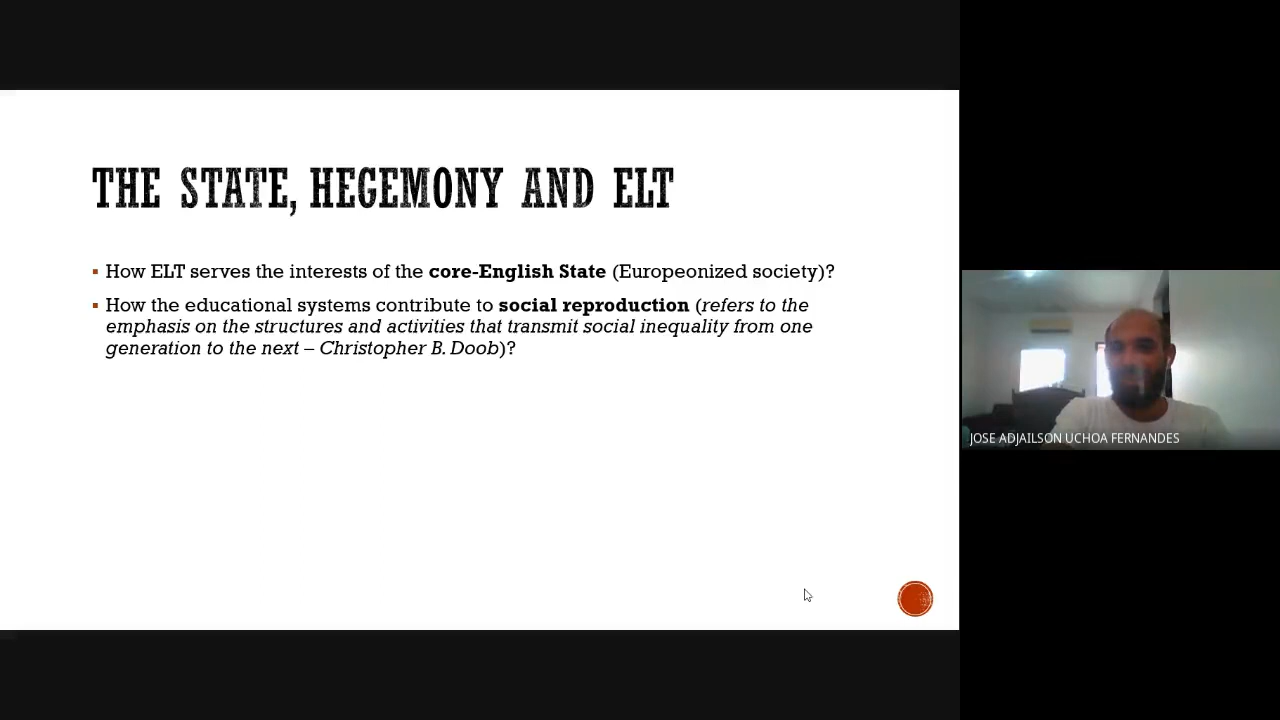 THE STATE, HEGEMONY AND ELT
▪ How ELT serves the interests of the core-English State (Europeonized society)?
▪ How the educational systems contribute to social reproduction (refers to the
emphasis on the structures and activities that transmit social inequality from one
generation to the next – Christopher B. Doob)?
JOSE ADJAILSON UCHOA FERNANDES